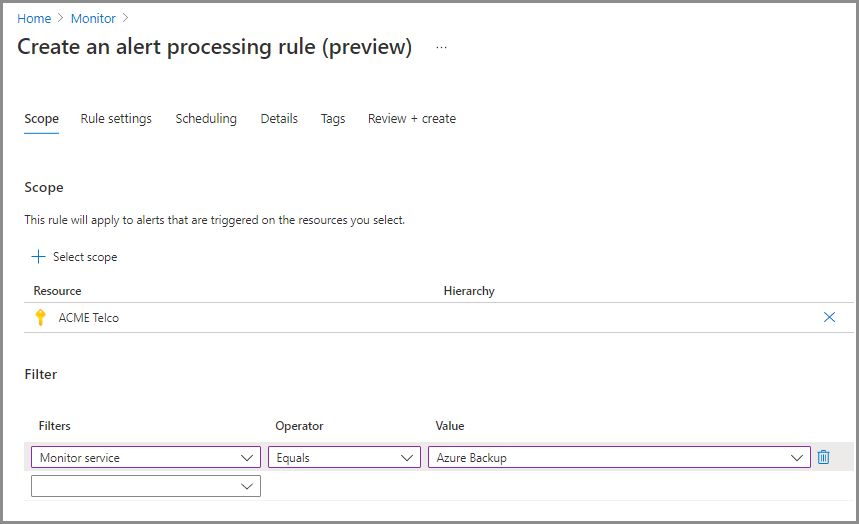 Home > Monitor >
Create an alert processing rule (preview) ...
Scope Rule settings Scheduling Details Tags Review + create
Scope
This rule will apply to alerts that are triggered on the resources you select.
+ Select scope
Resource Hierarchy
ACME Telco
Filter
Filters Operator Value
Monitor service Equals Azure Backup